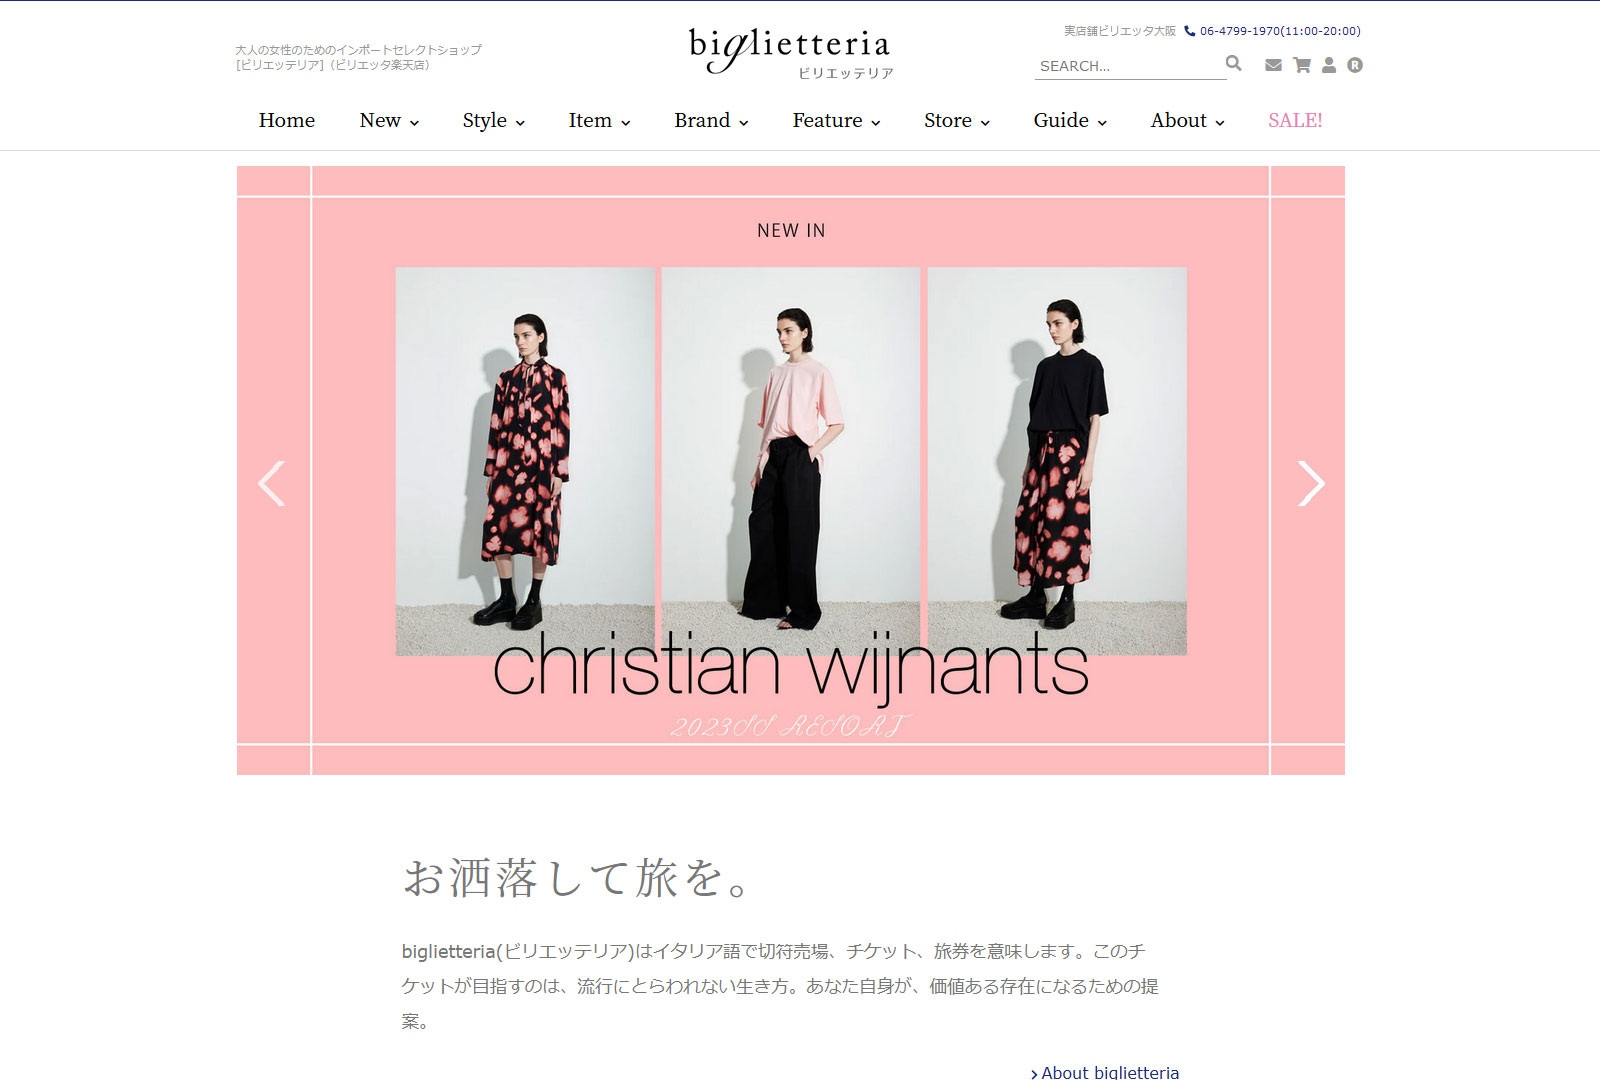 大人の女性のためのインポートセレクトショップ
[ビリエッテリア]（ビリエッタ楽天店）
biglietteria
ビリエッテリア
実店舗ビリエッタ大阪 06-4799-1970(11:00-20:00)
SEARCH...
R
Home New Style Item Brand Feature Store Guide About SALE!
NEW IN
christian wijnants
2023SS RESORT
お洒落して旅を。
biglietteria(ビリエッテリア)はイタリア語で切符売場、チケット、旅券を意味します。このチ
ケットが目指すのは、流行にとらわれない生き方。あなた自身が、価値ある存在になるための提
案。
About biglietteria